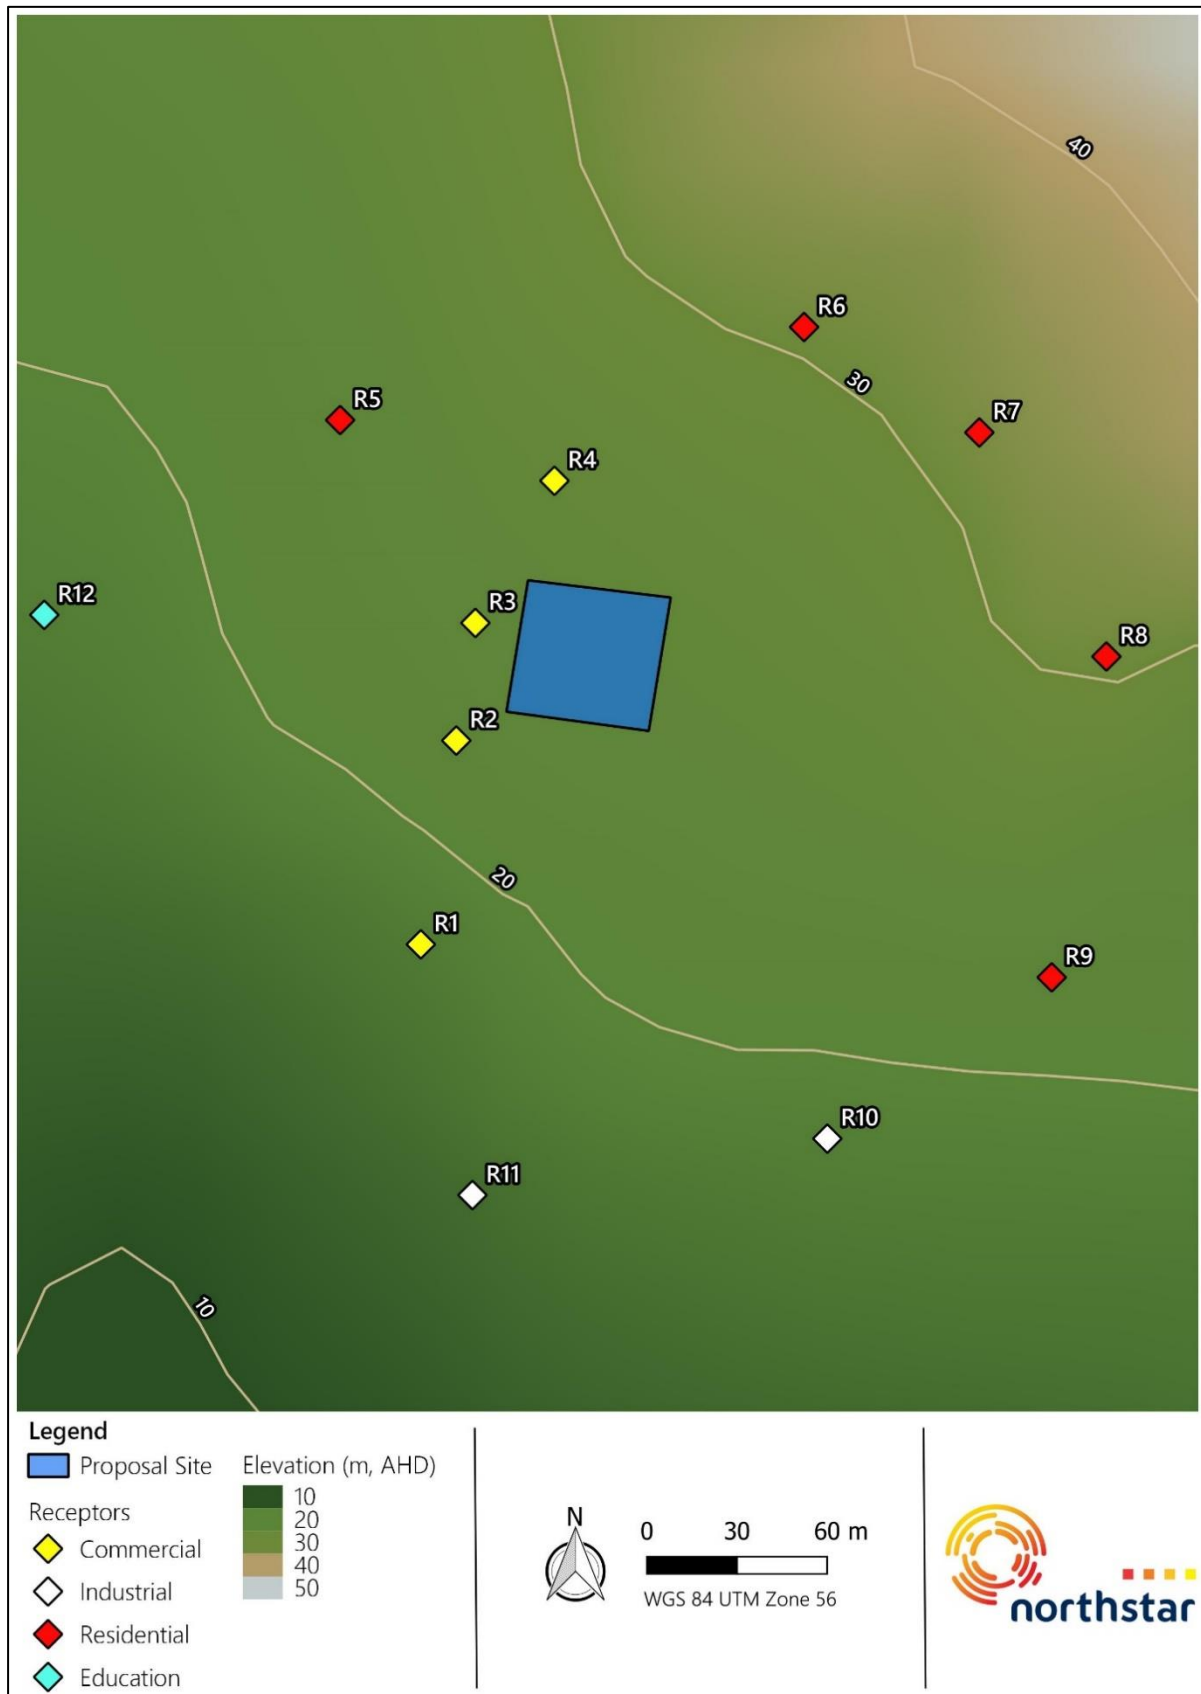 40
R6
30
R5
R7
R4
R12
R3
R8
R2
20
R1
R9
R10
R11
10
Legend
Proposal Site
Elevation (m, AHD)
10
20
30
40
50
Receptors
Commercial
Industrial
Residential
Education
N
0 30 60 m
WGS 84 UTM Zone 56
northstar